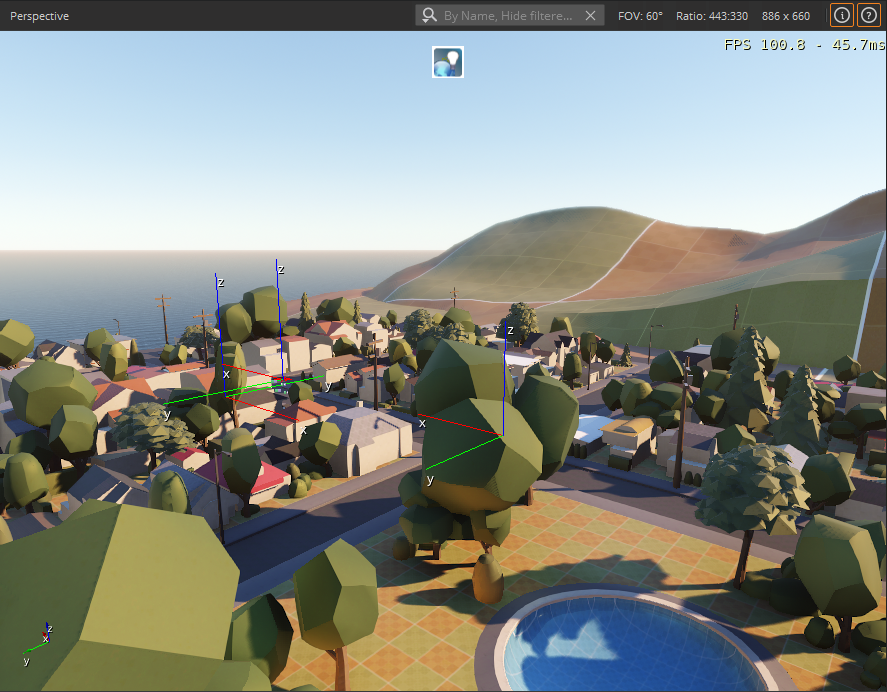 Perspective By Name, Hide filtere... FOV: 60° Ratio: 443:330 886 x 660
FPS 100.8 - 45.7ms
z
z
z
x
y
y
x
x
y
z
x
y